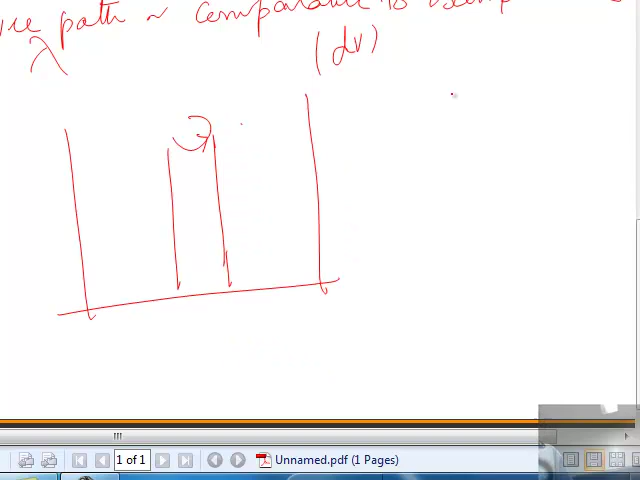 path ~ comparable to
λ
(dv)
1 of 1
Unnamed.pdf (1 Pages)